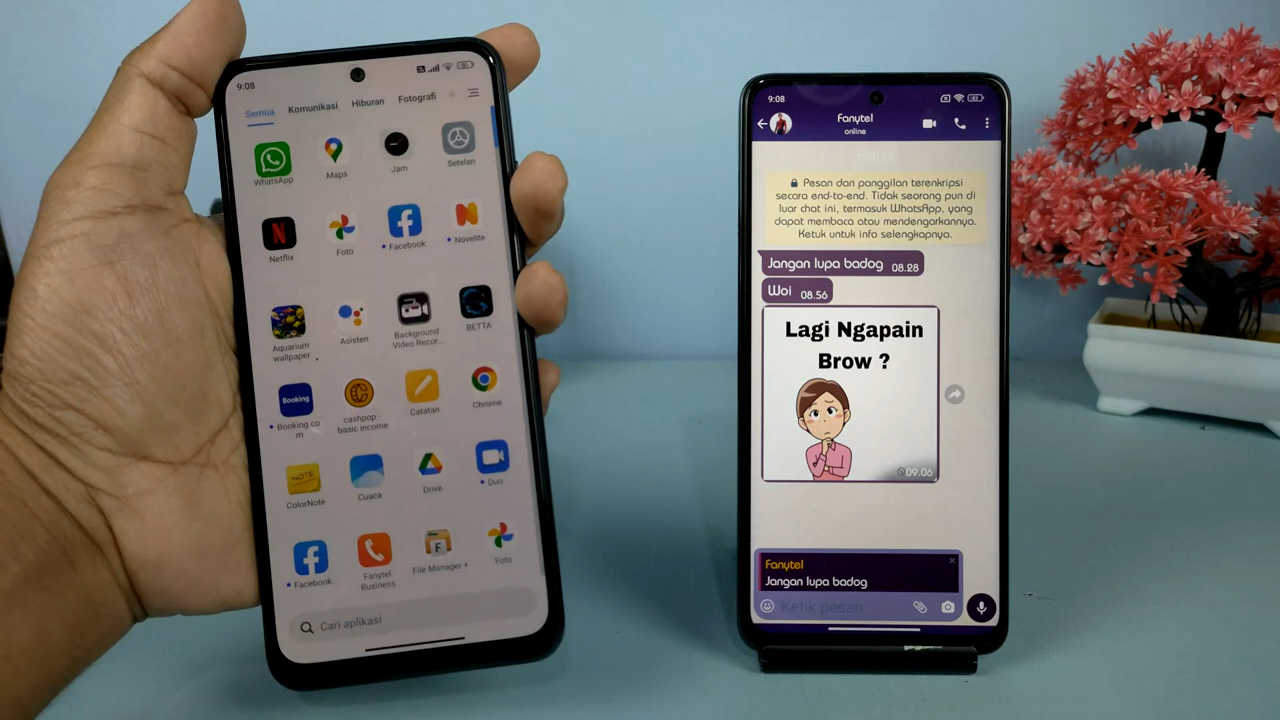 9:08
Semua Komunikasi Hiburan Fotografi
WhatsApp Maps Jam Setelan
Netflix Foto Facebook Novelite
Aquarium
wallpaper
Asisten
Background
Video Recor...
BETTA
Booking
Booking.co
m
cashpop -
basic income
Catatan Chrome
NOTE
ColorNote Cuaca Drive Duo
Facebook
Fanytel
Business
File Manager + Foto
Cari aplikasi
9:08
Fanytel
online
Pesan dan panggilan terenkripsi
secara end-to-end. Tidak seorang pun di
luar chat ini, termasuk WhatsApp, yang
dapat membaca atau mendengarkannya.
Ketuk untuk info selengkapnya.
Jangan lupa badog 08.28
Woi 08.56
Lagi Ngapain
Brow ?
09.06
Fanytel
Jangan lupa badog
Ketik pesan